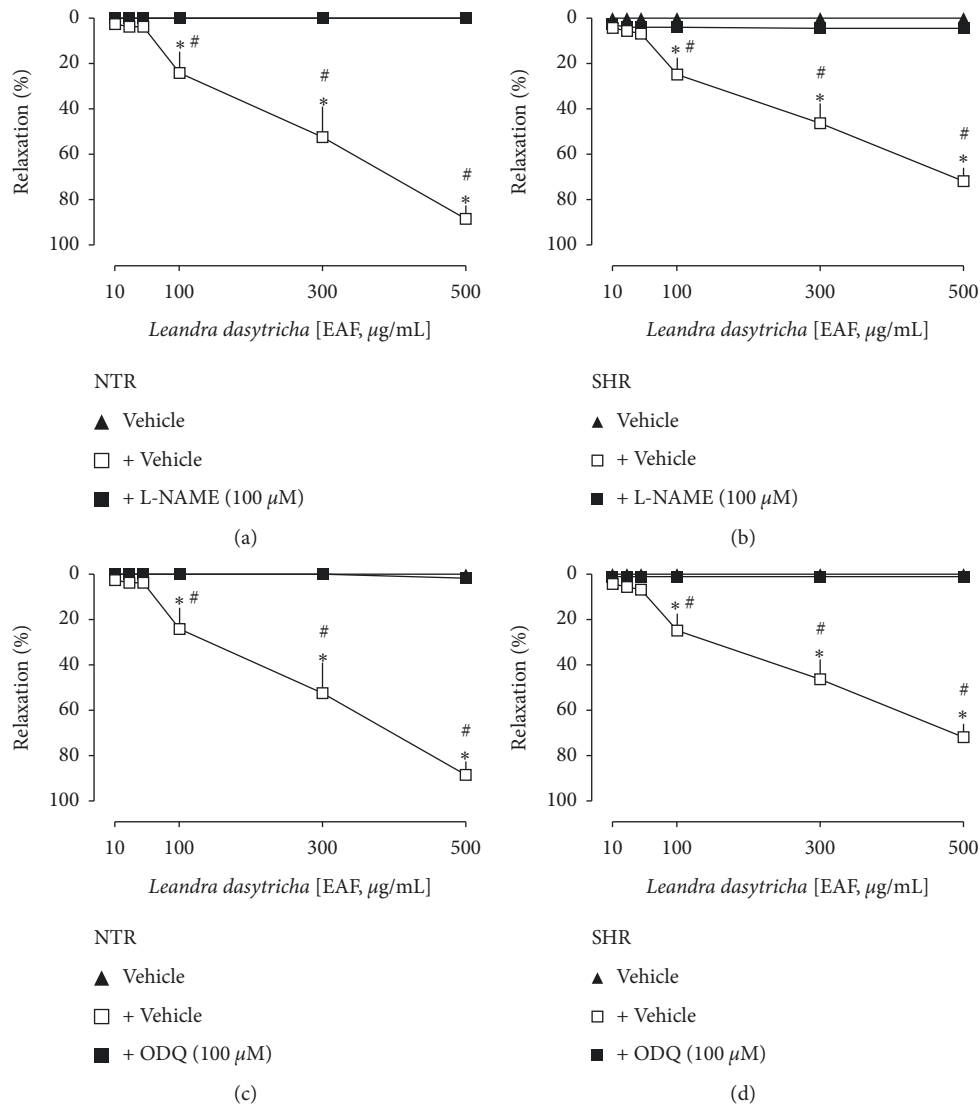 0
20
40
60
80
100
Relaxation (%)
* #
#
*
#
*
10 100 300 500
Leandra dasytricha [EAF, µg/mL]
NTR
Vehicle
+ Vehicle
+ L-NAME (100 µM)
(a)
0
20
40
60
80
100
Relaxation (%)
* #
#
*
#
*
10 100 300 500
Leandra dasytricha [EAF, µg/mL]
SHR
Vehicle
+ Vehicle
+ L-NAME (100 µM)
(b)
0
20
40
60
80
100
Relaxation (%)
* #
#
*
#
*
10 100 300 500
Leandra dasytricha [EAF, µg/mL]
NTR
Vehicle
+ Vehicle
+ ODQ (100 µM)
(c)
0
20
40
60
80
100
Relaxation (%)
* #
#
*
#
*
10 100 300 500
Leandra dasytricha [EAF, µg/mL]
SHR
Vehicle
+ Vehicle
+ ODQ (100 µM)
(d)